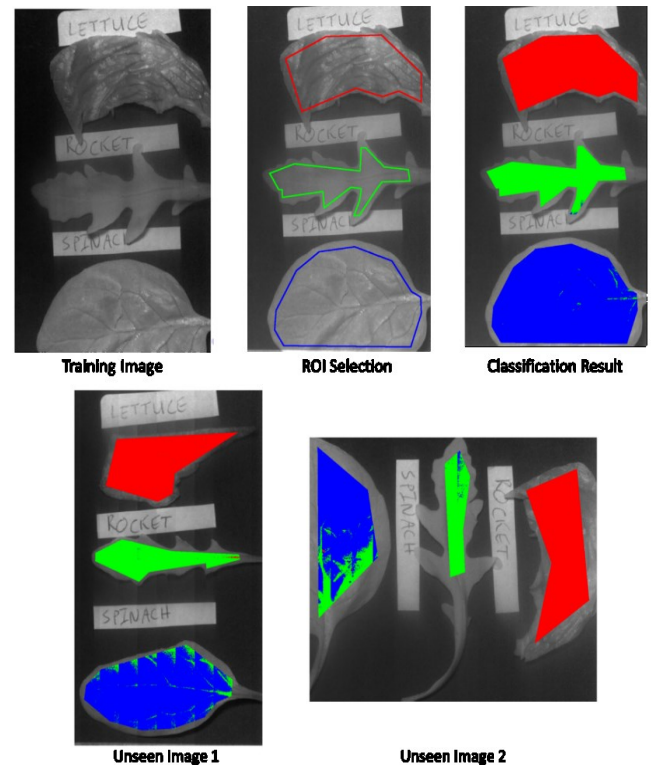 LETTUCE
ROCKET
SPINACH
Training Image
LETTUCE
ROCKET
SPINACH
ROI Selection
LETTUCE
ROCKET
SPINACH
Classification Result
LETTUCE
ROCKET
SPINACH
Unseen Image 1
SPINACH
ROCKET
Unseen Image 2